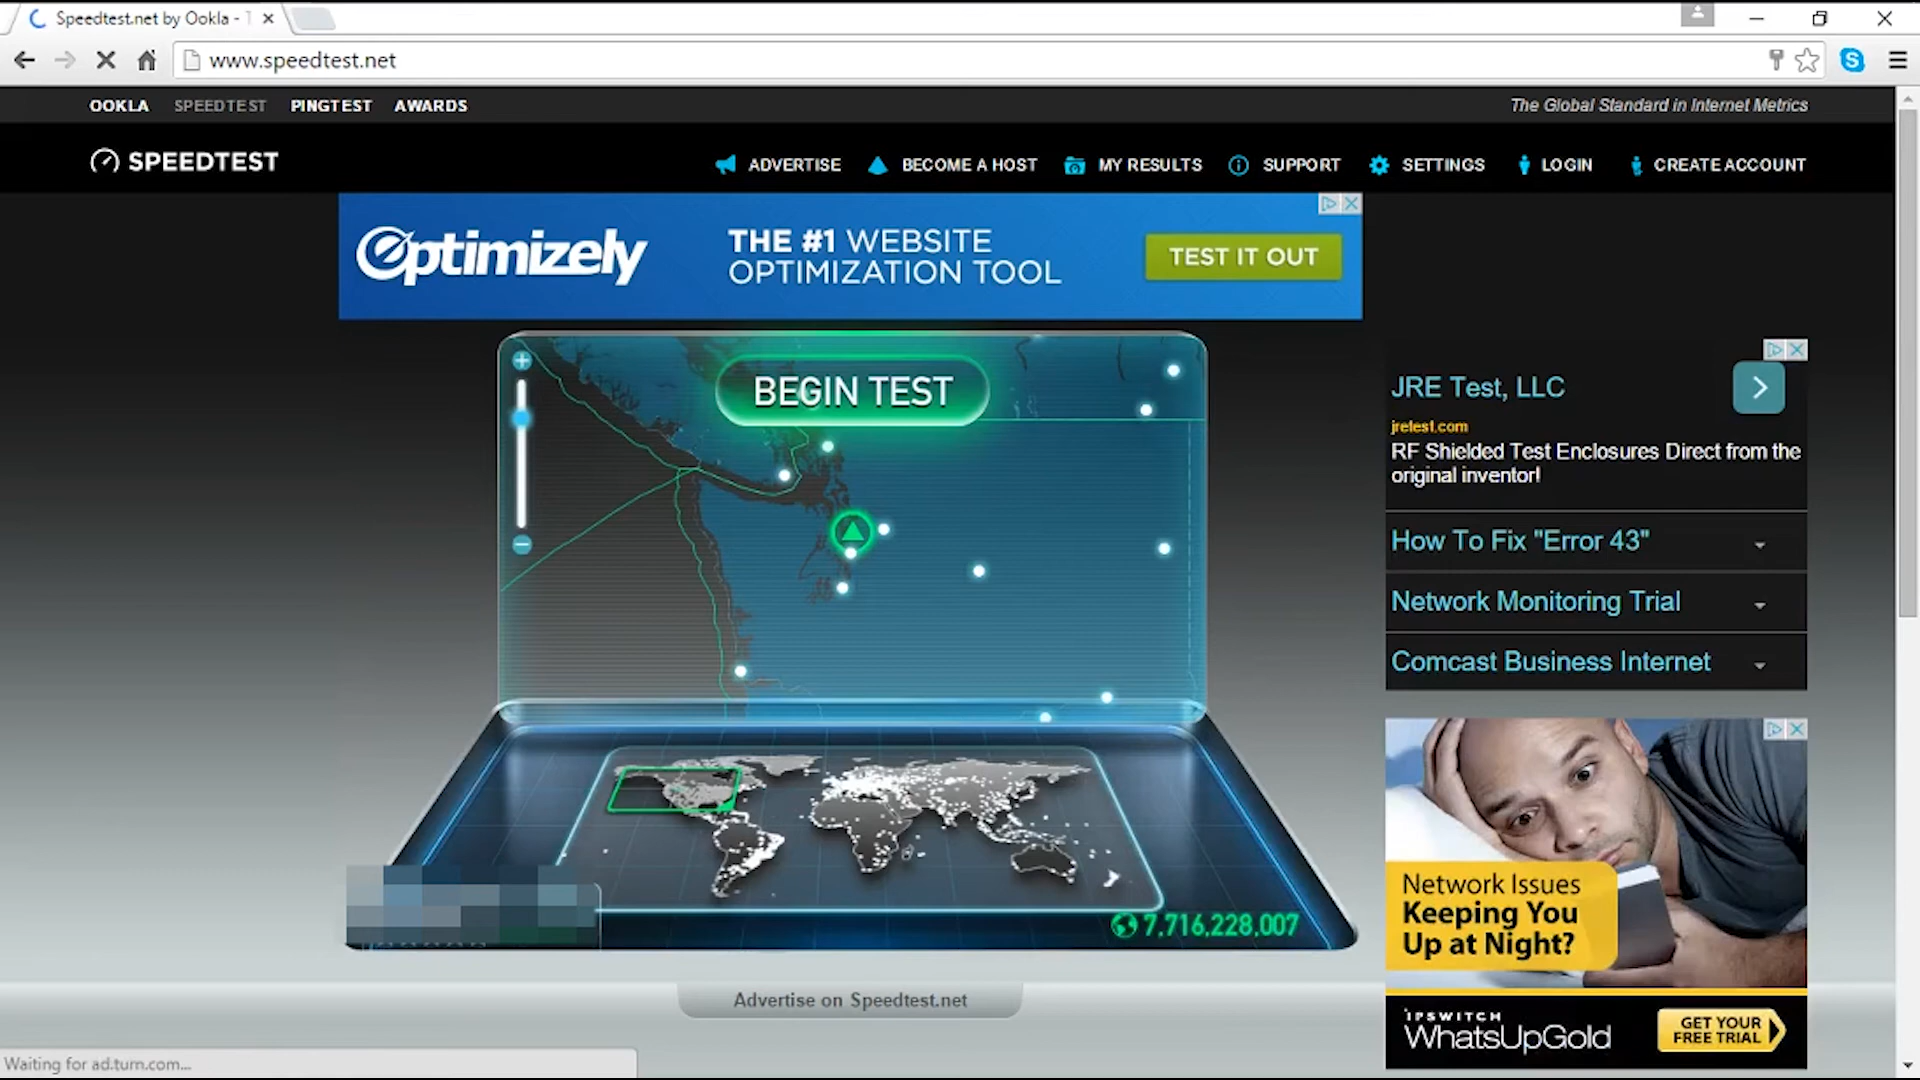 Speedtest.net by Ookla - T
www.speedtest.net
OOKLA SPEEDTEST PINGTEST AWARDS
The Global Standard in Internet Metrics
SPEEDTEST
ADVERTISE BECOME A HOST MY RESULTS SUPPORT SETTINGS LOGIN CREATE ACCOUNT
Optimizely
THE #1 WEBSITE
OPTIMIZATION TOOL
TEST IT OUT
BEGIN TEST
JRE Test, LLC
jretest.com
RF Shielded Test Enclosures Direct from the
original inventor!
How To Fix "Error 43"
Network Monitoring Trial
Comcast Business Internet
Network Issues
Keeping You
Up at Night?
7,716,228,007
Advertise on Speedtest.net
IPSWITCH
WhatsUpGold
GET YOUR
FREE TRIAL
Waiting for ad.turn.com...